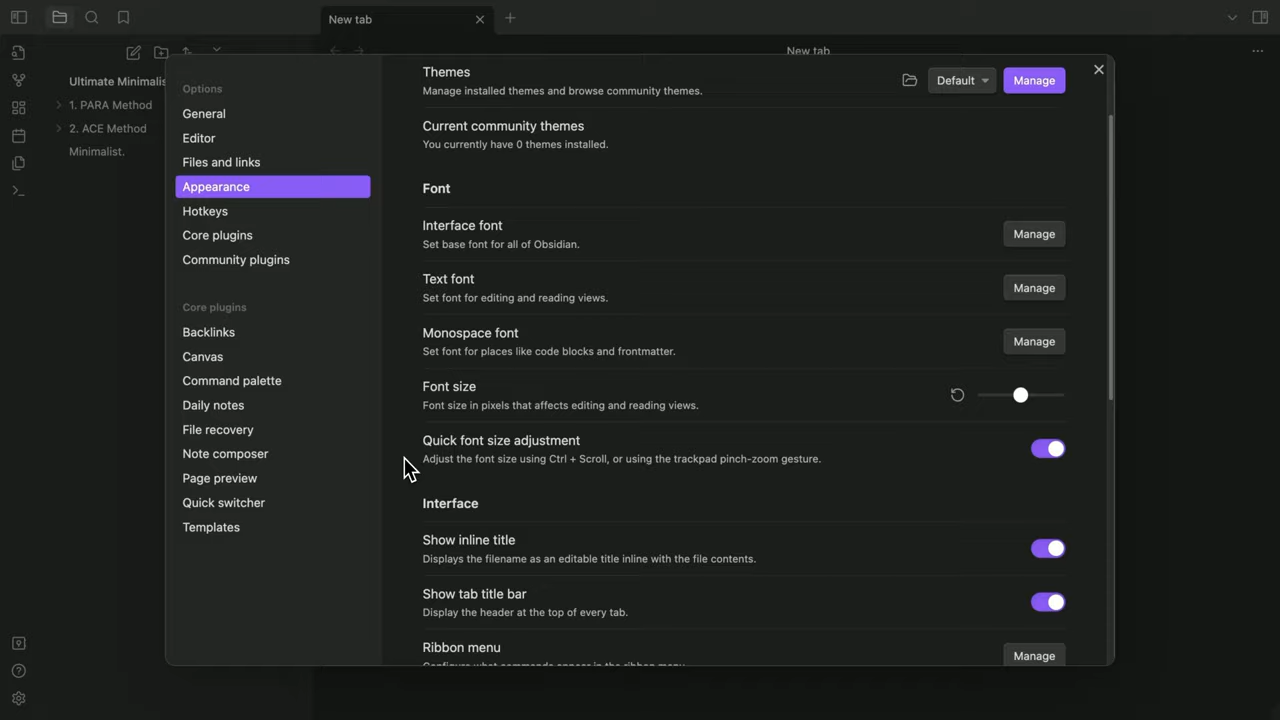 New tab
New tab
Ultimate Minimalis
1. PARA Method
2. ACE Method
Minimalist.
Options
General
Editor
Files and links
Appearance
Hotkeys
Core plugins
Community plugins
Core plugins
Backlinks
Canvas
Command palette
Daily notes
File recovery
Note composer
Page preview
Quick switcher
Templates
Themes
Manage installed themes and browse community themes.
Default
Manage
Current community themes
You currently have 0 themes installed.
Font
Interface font
Set base font for all of Obsidian.
Manage
Text font
Set font for editing and reading views.
Manage
Monospace font
Set font for places like code blocks and frontmatter.
Manage
Font size
Font size in pixels that affects editing and reading views.
Quick font size adjustment
Adjust the font size using Ctrl + Scroll, or using the trackpad pinch-zoom gesture.
Interface
Show inline title
Displays the filename as an editable title inline with the file contents.
Show tab title bar
Display the header at the top of every tab.
Ribbon menu
Configure what commands appear in the ribbon menu
Manage